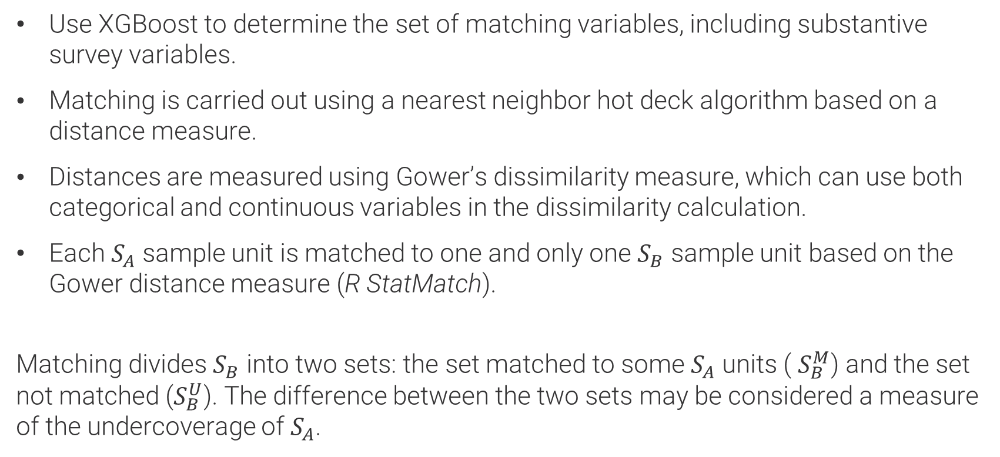 • Use XGBoost to determine the set of matching variables, including substantive
survey variables.
• Matching is carried out using a nearest neighbor hot deck algorithm based on a
distance measure.
• Distances are measured using Gower’s dissimilarity measure, which can use both
categorical and continuous variables in the dissimilarity calculation.
• Each $S_A$ sample unit is matched to one and only one $S_B$ sample unit based on the
Gower distance measure (R StatMatch).
Matching divides $S_B$ into two sets: the set matched to some $S_A$ units ( $S_B^M$) and the set
not matched ($S_B^U$). The difference between the two sets may be considered a measure
of the undercoverage of $S_A$.